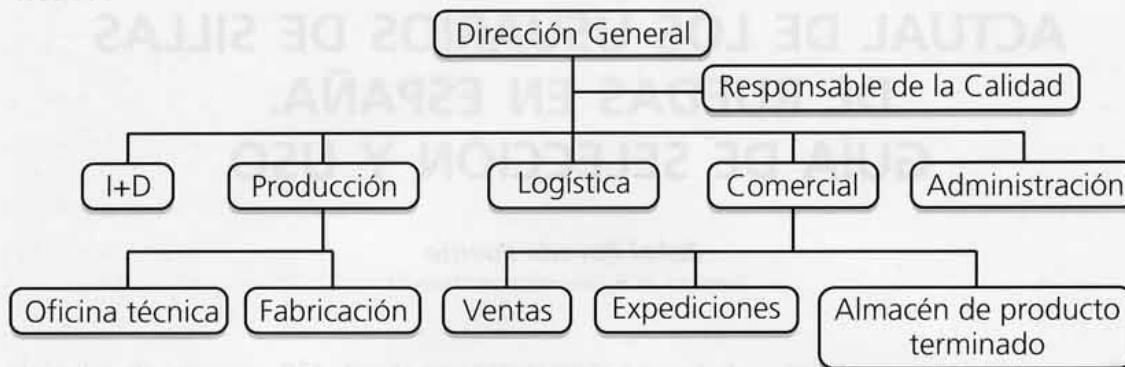 Dirección General
Responsable de la Calidad
I+D
Producción
Logística
Comercial
Administración
Oficina técnica
Fabricación
Ventas
Expediciones
Almacén de producto
terminado